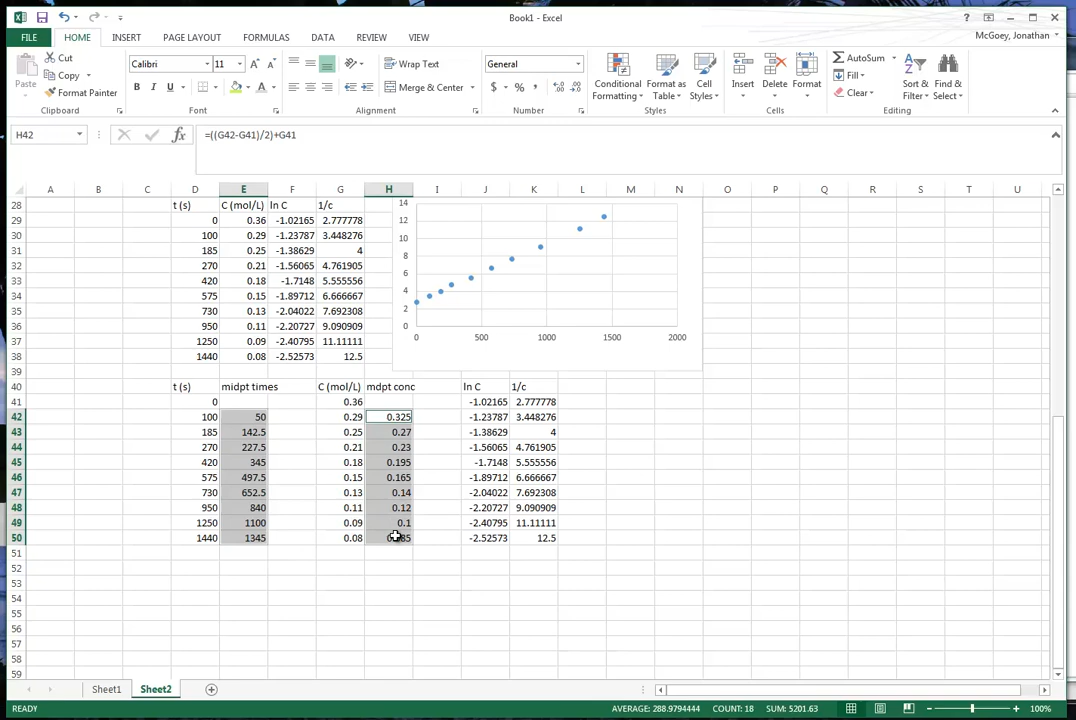 Book1 - Excel
FILE HOME INSERT PAGE LAYOUT FORMULAS DATA REVIEW VIEW McGoey, Jonathan
Cut
Copy
Format Painter
Paste
Clipboard
Calibri 11
B I U
Font
Wrap Text
Merge & Center
Alignment
General
$ %
Number
Conditional Formatting
Format as Table
Cell Styles
Styles
Insert Delete Format
Cells
AutoSum
Fill
Clear
Sort & Filter
Find & Select
Editing
H42 fx =((G42-G41)/2)+G41
A B C D E F G H I J K L M N O P Q R S T U
28 t (s) C (mol/L) ln C 1/c
29 0 0.36 -1.02165 2.777778
30 100 0.29 -1.23787 3.448276
31 185 0.25 -1.38629 4
32 270 0.21 -1.56065 4.761905
33 420 0.18 -1.7148 5.555556
34 575 0.15 -1.89712 6.666667
35 730 0.13 -2.04022 7.692308
36 950 0.11 -2.20727 9.090909
37 1250 0.09 -2.40795 11.11111
38 1440 0.08 -2.52573 12.5
14
12
10
8
6
4
2
0
0 500 1000 1500 2000
39
40 t (s) midpt times C (mol/L) mdpt conc ln C 1/c
41 0 0.36 -1.02165 2.777778
42 100 50 0.29 0.325 -1.23787 3.448276
43 185 142.5 0.25 0.27 -1.38629 4
44 270 227.5 0.21 0.23 -1.56065 4.761905
45 420 345 0.18 0.195 -1.7148 5.555556
46 575 497.5 0.15 0.165 -1.89712 6.666667
47 730 652.5 0.13 0.14 -2.04022 7.692308
48 950 840 0.11 0.12 -2.20727 9.090909
49 1250 1100 0.09 0.1 -2.40795 11.11111
50 1440 1345 0.08 -2.52573 12.5
51
52
53
54
55
56
57
58
59
Sheet1 Sheet2
READY AVERAGE: 288.9794444 COUNT: 18 SUM: 5201.63 100%